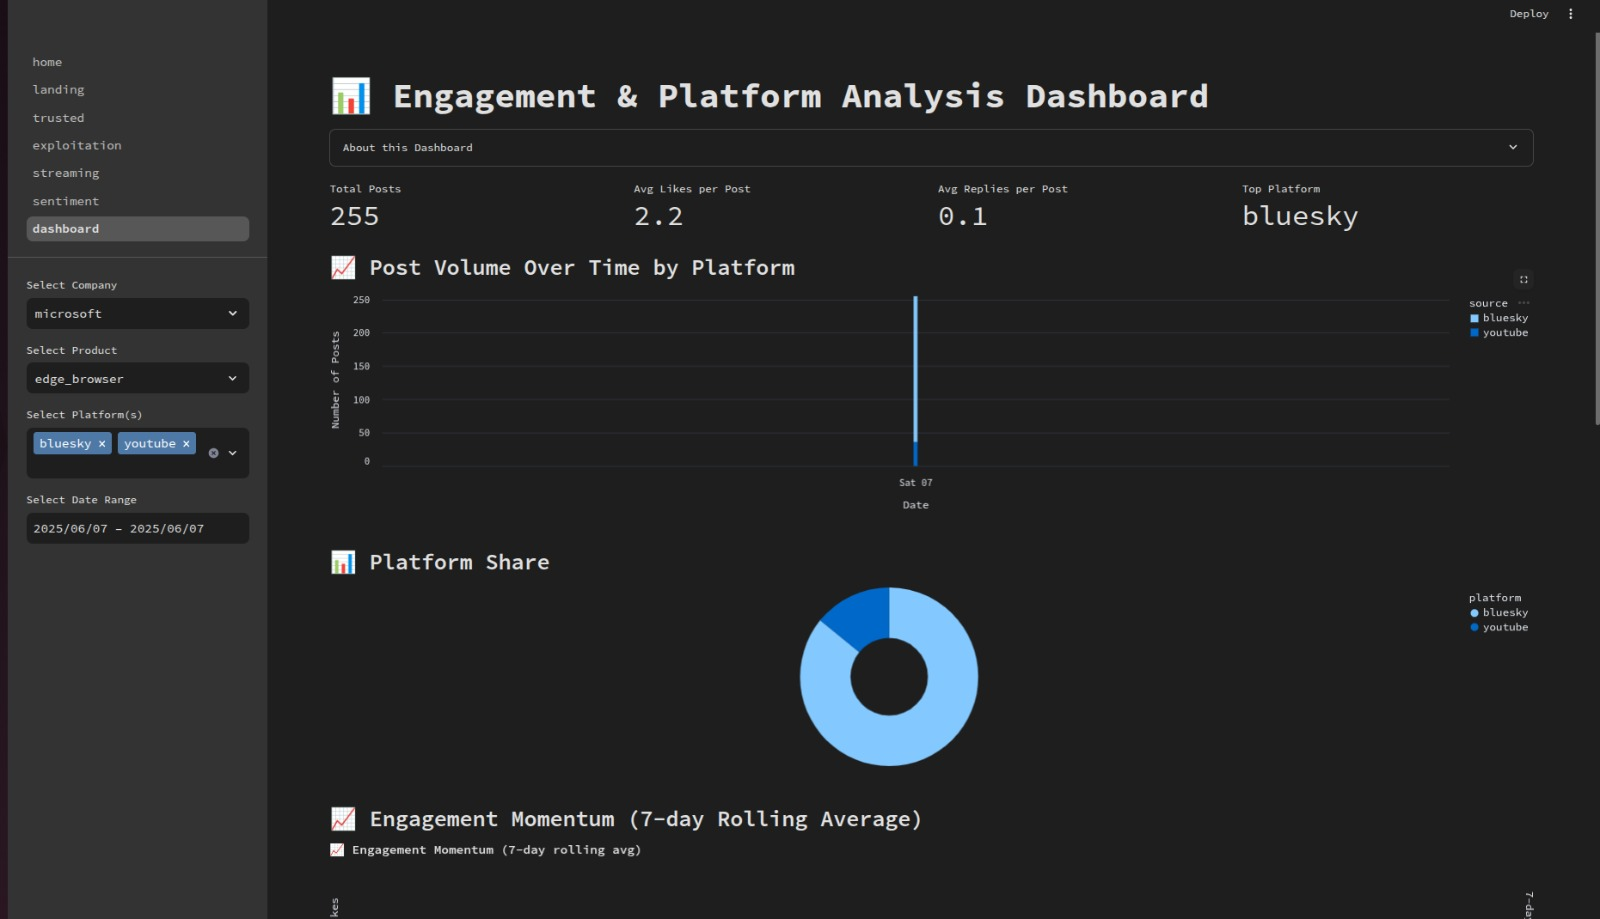 Deploy
home
landing
trusted
exploitation
streaming
sentiment
dashboard
Select Company
microsoft
Select Product
edge_browser
Select Platform(s)
bluesky ×
youtube ×
Select Date Range
2025/06/07 – 2025/06/07
Engagement & Platform Analysis Dashboard
About this Dashboard
Total Posts
255
Avg Likes per Post
2.2
Avg Replies per Post
0.1
Top Platform
bluesky
Post Volume Over Time by Platform
Number of Posts
250
200
150
100
50
0
Sat 07
Date
source
bluesky
youtube
Platform Share
platform
bluesky
youtube
Engagement Momentum (7-day Rolling Average)
Engagement Momentum (7-day rolling avg)